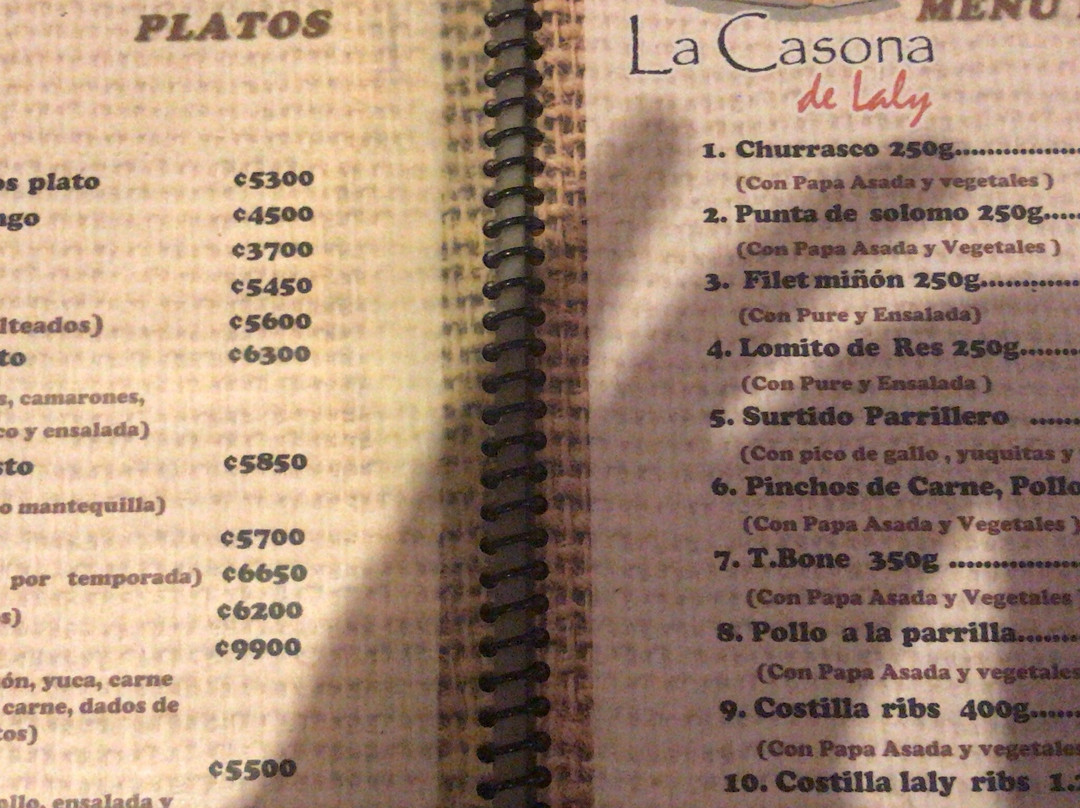 PLATOS
os plato ¢5300
ngo ¢4500
¢3700
¢5450
lteados) ¢5600
to ¢6300
s, camarones,
co y ensalada)
sto ¢5850
o mantequilla)
¢5700
por temporada) ¢6650
s) ¢6200
¢9900
ón, yuca, carne
carne, dados de
tos)
¢5500
ollo, ensalada y
MENÚ
La Casona
de Laly
1. Churrasco 250g..............
(Con Papa Asada y vegetales )
2. Punta de solomo 250g.....
(Con Papa Asada y Vegetales )
3. Filet miñón 250g............
(Con Pure y Ensalada)
4. Lomito de Res 250g.......
(Con Pure y Ensalada )
5. Surtido Parrillero ......
(Con pico de gallo , yuquitas y
6. Pinchos de Carne, Pollo
(Con Papa Asada y Vegetales )
7. T.Bone 350g ................
(Con Papa Asada y Vegetales
8. Pollo a la parrilla........
(Con Papa Asada y vegetales
9. Costilla ribs 400g......
(Con Papa Asada y vegetales
10. Costilla laly ribs 1.